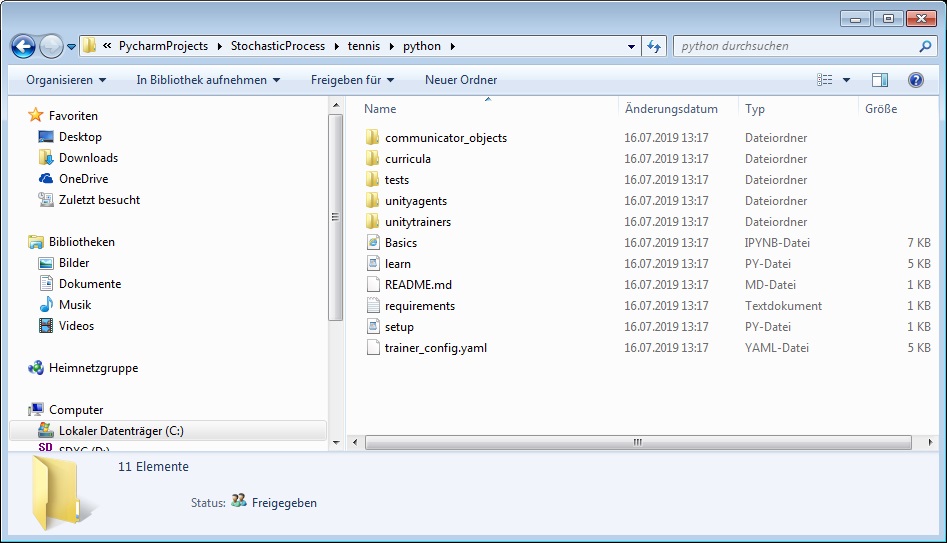 « PycharmProjects StochasticProcess tennis python python durchsuchen
Organisieren In Bibliothek aufnehmen Freigeben für Neuer Ordner
Favoriten
Desktop
Downloads
OneDrive
Zuletzt besucht
Bibliotheken
Bilder
Dokumente
Musik
Videos
Heimnetzgruppe
Computer
Lokaler Datenträger (C:)
Name Änderungsdatum Typ Größe
communicator_objects 16.07.2019 13:17 Dateiordner
curricula 16.07.2019 13:17 Dateiordner
tests 16.07.2019 13:17 Dateiordner
unityagents 16.07.2019 13:17 Dateiordner
unitytrainers 16.07.2019 13:17 Dateiordner
Basics 16.07.2019 13:17 IPYNB-Datei 7 KB
learn 16.07.2019 13:17 PY-Datei 5 KB
README.md 16.07.2019 13:17 MD-Datei 1 KB
requirements 16.07.2019 13:17 Textdokument 1 KB
setup 16.07.2019 13:17 PY-Datei 1 KB
trainer_config.yaml 16.07.2019 13:17 YAML-Datei 5 KB
11 Elemente
Status: Freigegeben